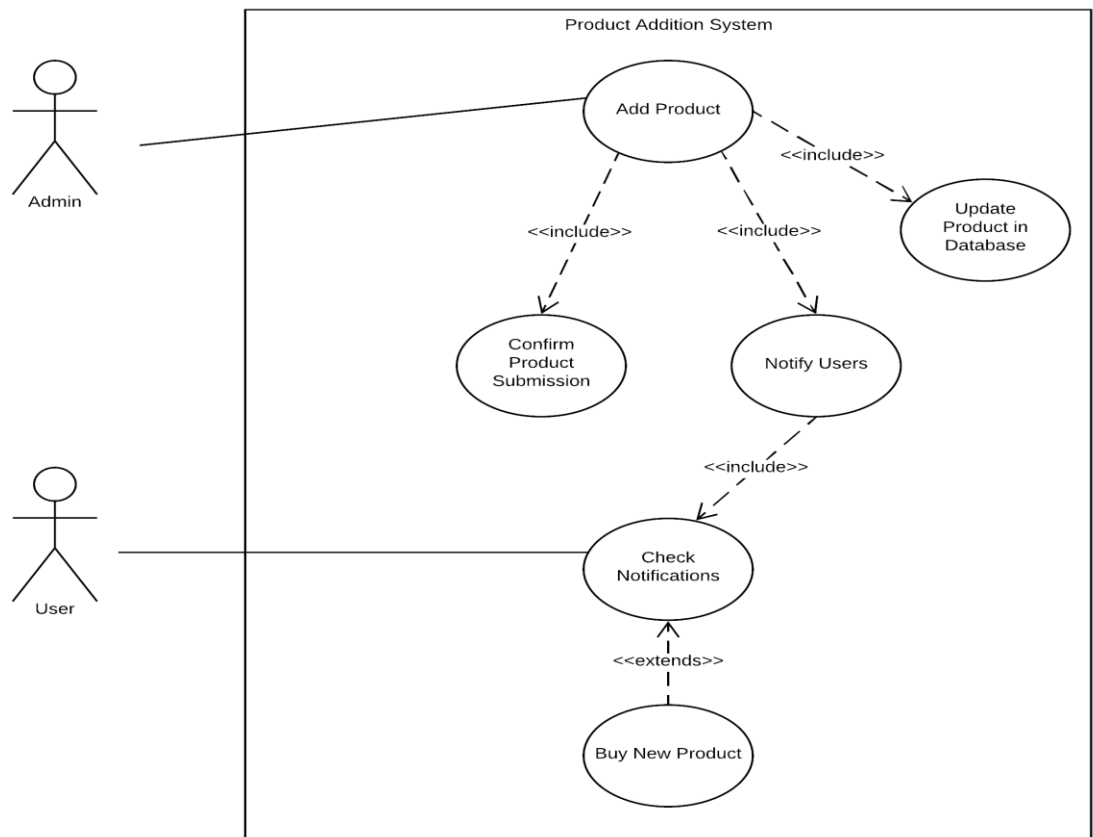 Product Addition System
Add Product
<<include>>
Admin
Update
Product in
Database
<<include>>
<<include>>
Confirm
Product
Submission
Notify Users
<<include>>
Check
Notifications
User
<<extends>>
Buy New Product